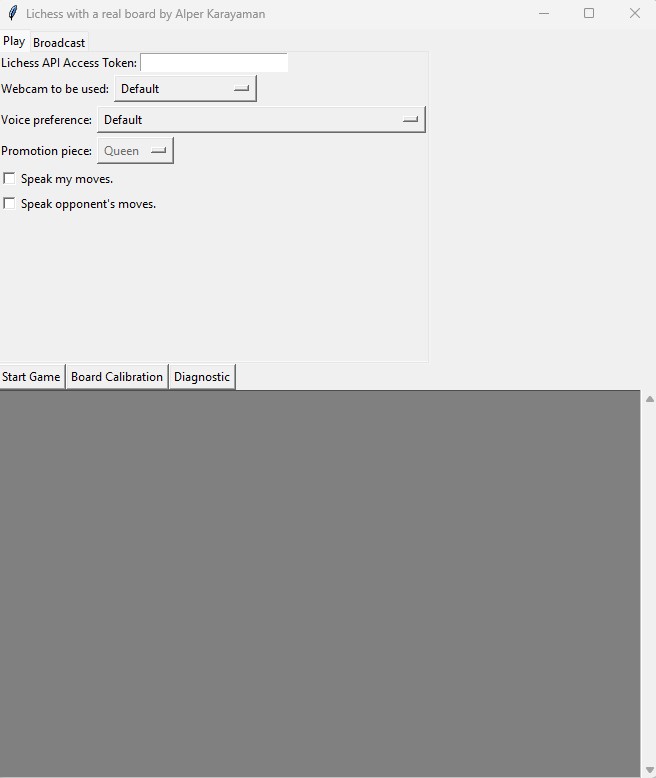 Lichess with a real board by Alper Karayaman
Play Broadcast
Lichess API Access Token:
Webcam to be used: Default
Voice preference: Default
Promotion piece: Queen
Speak my moves.
Speak opponent's moves.
Start Game Board Calibration Diagnostic